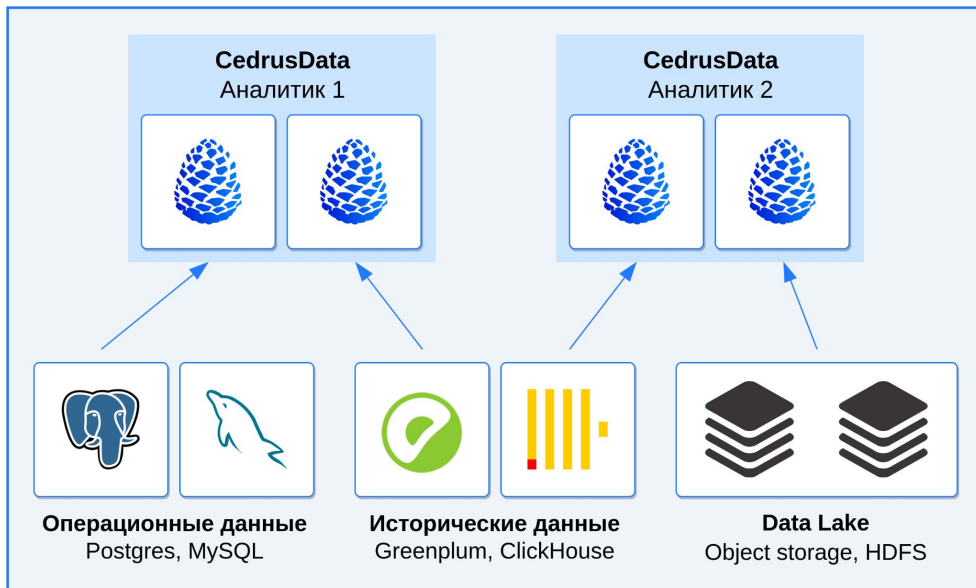 CedrusData
Аналитик 1
CedrusData
Аналитик 2
Операционные данные
Postgres, MySQL
Исторические данные
Greenplum, ClickHouse
Data Lake
Object storage, HDFS